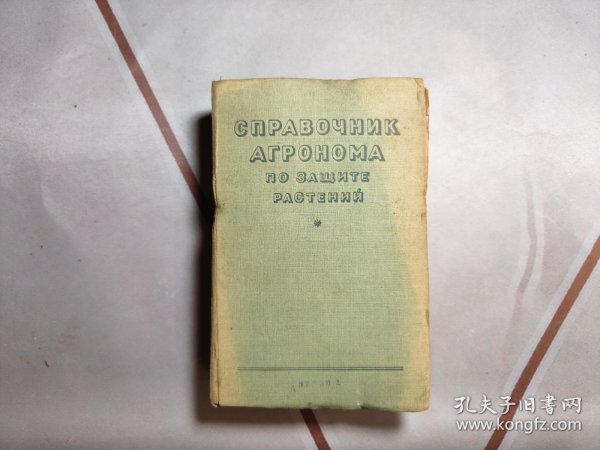 СПРАВОЧНИК
АГРОНОМА
ПО ЗАЩИТЕ
РАСТЕНИЙ
*
孔夫子旧书网
www.kongfz.com